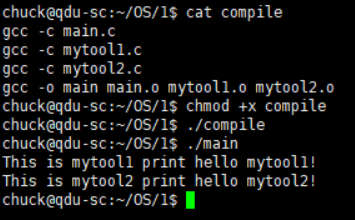 chuck@qdu-sc:~/OS/1$ cat compile
gcc -c main.c
gcc -c mytool1.c
gcc -c mytool2.c
gcc -o main main.o mytool1.o mytool2.o
chuck@qdu-sc:~/OS/1$ chmod +x compile
chuck@qdu-sc:~/OS/1$ ./compile
chuck@qdu-sc:~/OS/1$ ./main
This is mytool1 print hello mytool1!
This is mytool2 print hello mytool2!
chuck@qdu-sc:~/OS/1$